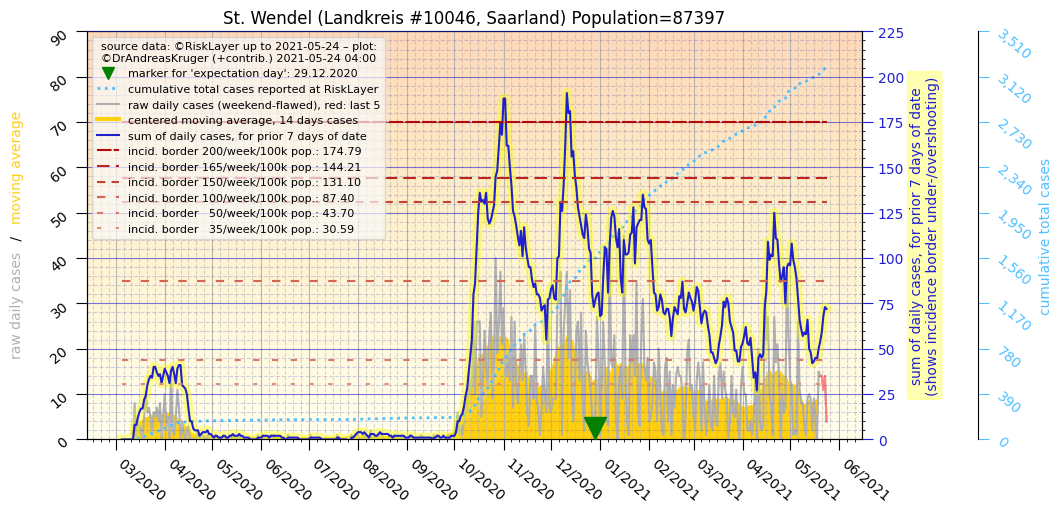 St. Wendel (Landkreis #10046, Saarland) Population=87397
source data: ©RiskLayer up to 2021-05-24 – plot:
©DrAndreasKruger (+contrib.) 2021-05-24 04:00
marker for 'expectation day': 29.12.2020
cumulative total cases reported at RiskLayer
raw daily cases (weekend-flawed), red: last 5
centered moving average, 14 days cases
sum of daily cases, for prior 7 days of date
incid. border 200/week/100k pop.: 174.79
incid. border 165/week/100k pop.: 144.21
incid. border 150/week/100k pop.: 131.10
incid. border 100/week/100k pop.: 87.40
incid. border 50/week/100k pop.: 43.70
incid. border 35/week/100k pop.: 30.59
raw daily cases / moving average
90
80
70
60
50
40
30
20
10
0
03/2020
04/2020
05/2020
06/2020
07/2020
08/2020
09/2020
10/2020
11/2020
12/2020
01/2021
02/2021
03/2021
04/2021
05/2021
06/2021
225
200
175
150
125
100
75
50
25
0
sum of daily cases, for prior 7 days of date
(shows incidence border under-/overshooting)
3,510
3,120
2,730
2,340
1,950
1,560
1,170
780
390
0
cumulative total cases